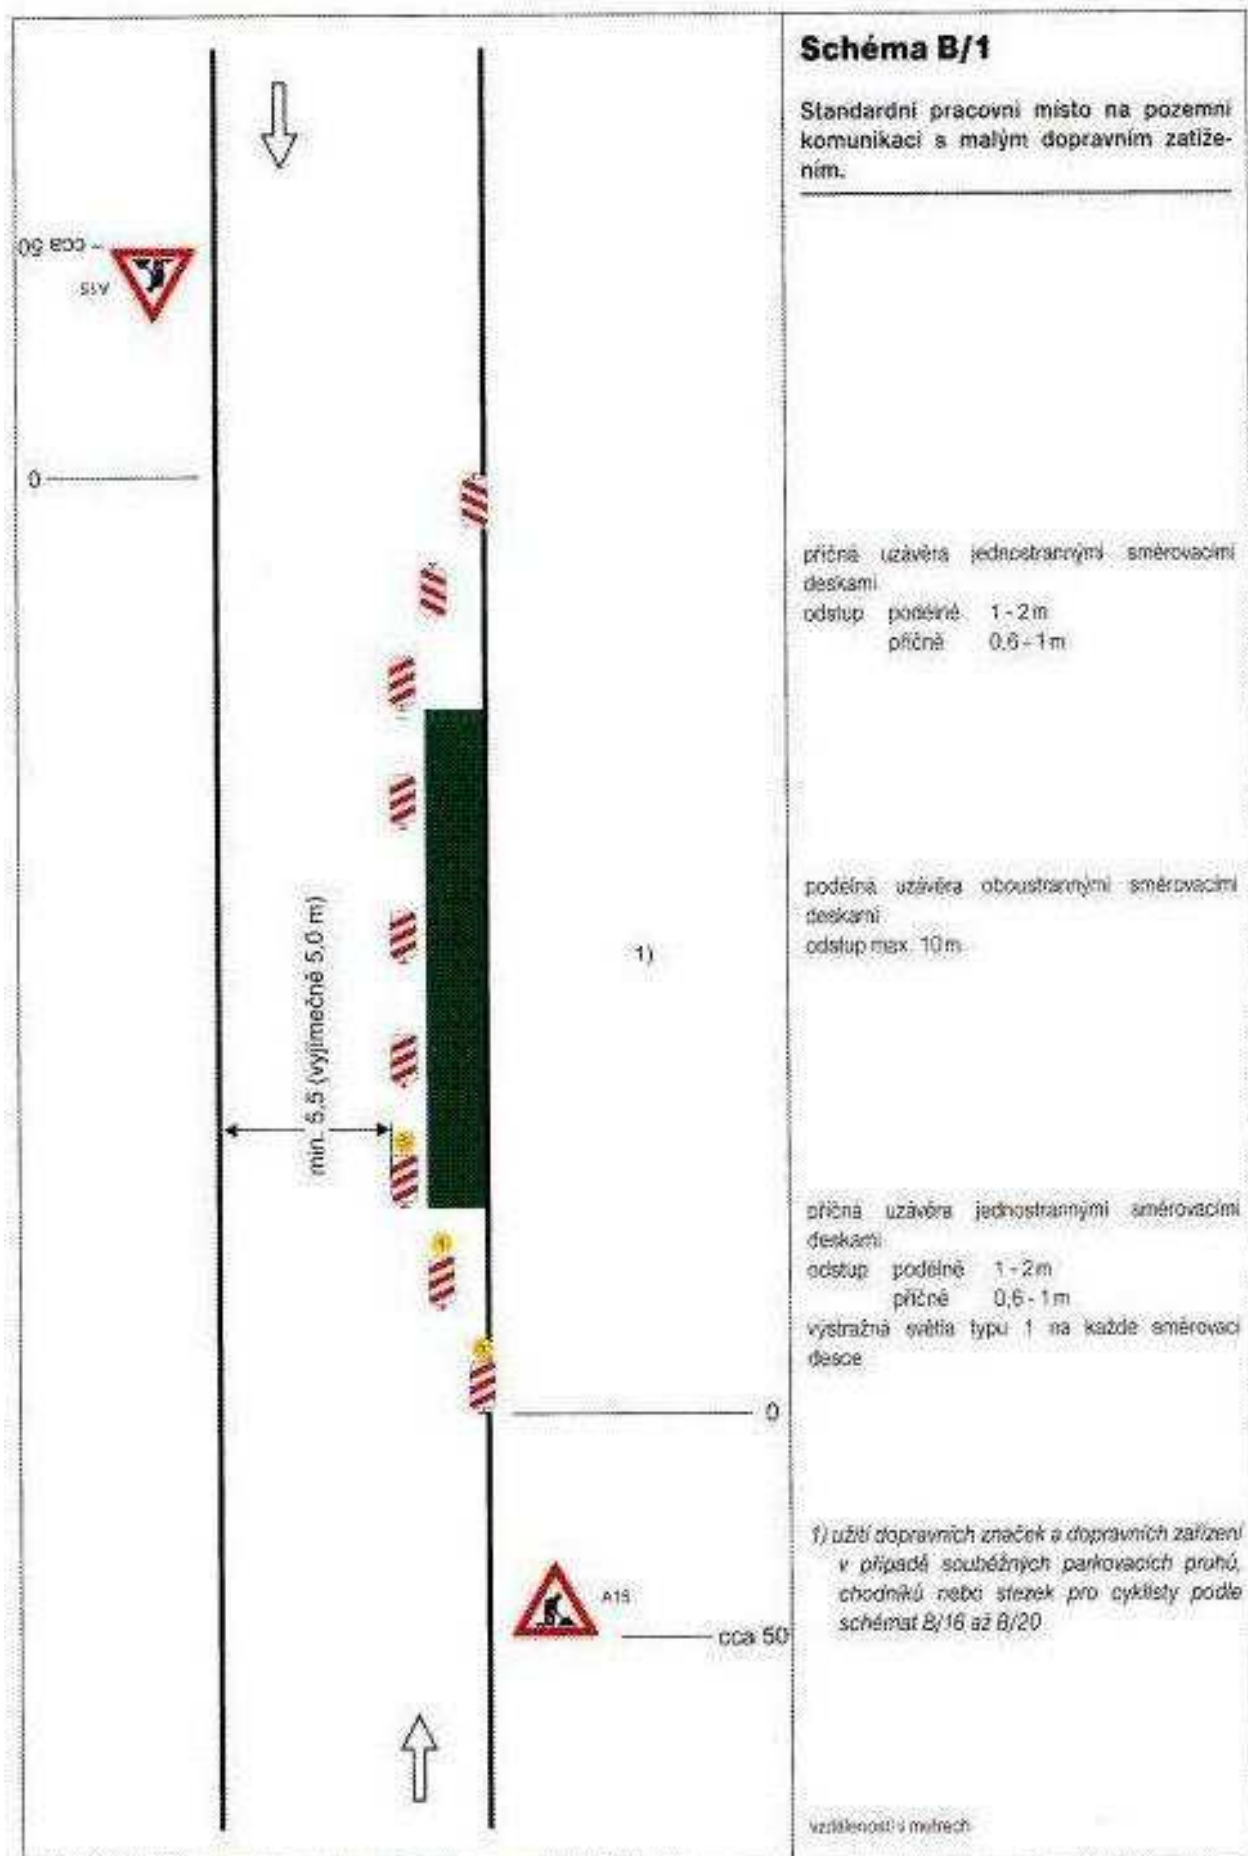 Schéma B/1
Standardní pracovní místo na pozemní
komunikaci s malým dopravním zatíže-
ním.
cca 50
A15
0
příčná uzávěra jednostrannými směrovacími
deskami
odstup podélně 1 - 2 m
příčně 0,6 - 1 m
podélná uzávěra oboustrannými směrovacími
deskami
odstup max. 10 m
1)
min. 5,5 (vyjímečně 5,0 m)
příčná uzávěra jednostrannými směrovacími
deskami
odstup podélně 1 - 2 m
příčně 0,6 - 1 m
výstražná světla typu 1 na každé směrovací
desce
0
1) užití dopravních značek a dopravních zařízení
v případě souběžných parkovacích pruhů,
chodníků nebo stezek pro cyklisty podle
schémat B/16 až B/20
A15
cca 50
vzdálenosti v metrech